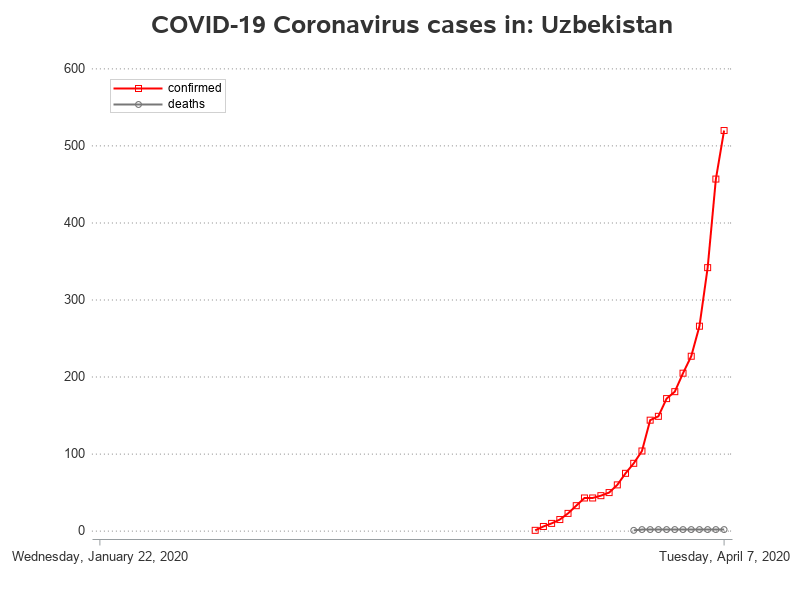 COVID-19 Coronavirus cases in: Uzbekistan
600
confirmed
deaths
500
400
300
200
100
0
Wednesday, January 22, 2020
Tuesday, April 7, 2020